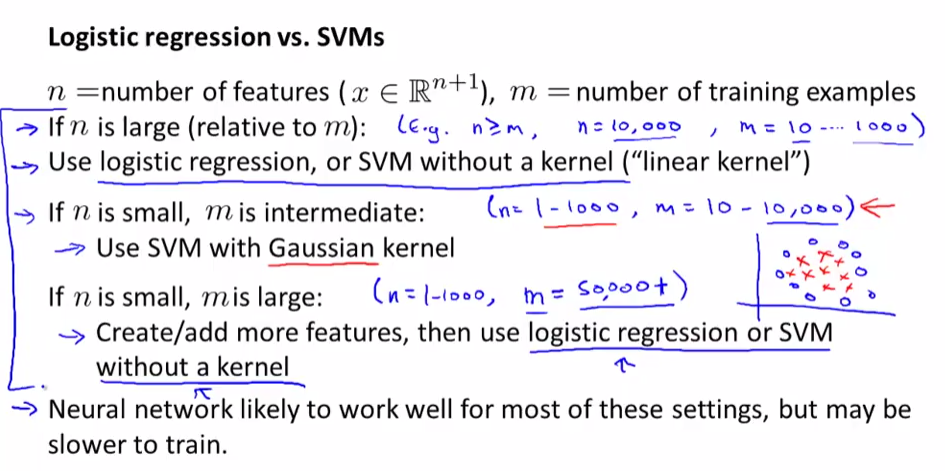 Logistic regression vs. SVMs
n =number of features (x ∈ ℝⁿ⁺¹), m = number of training examples
→ If n is large (relative to m): (E.g. n≥m, n=10,000, m=10 ···· 1000)
→ Use logistic regression, or SVM without a kernel (“linear kernel”)
→ If n is small, m is intermediate: (n=1-1000, m=10-10,000) ←
→ Use SVM with Gaussian kernel
If n is small, m is large: (n=1-1000, m=50,000+)
→ Create/add more features, then use logistic regression or SVM
without a kernel
→ Neural network likely to work well for most of these settings, but may be
slower to train.